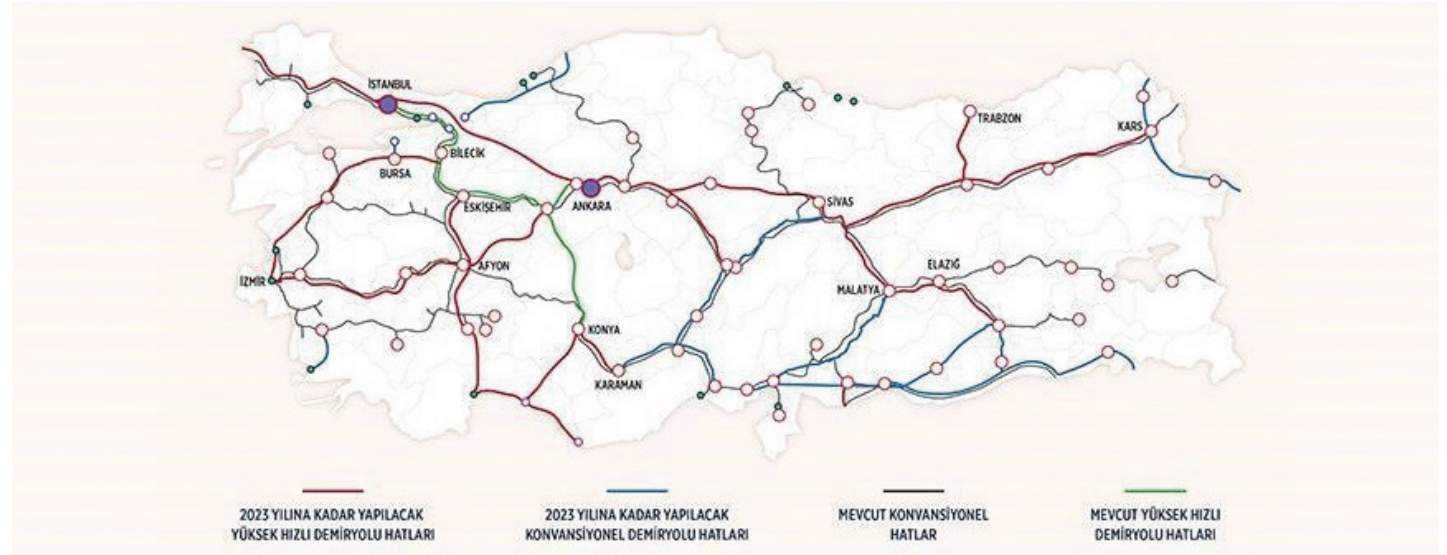 İSTANBUL
TRABZON
KARS
BİLECİK
BURSA
ESKİŞEHİR
ANKARA
SİVAS
AFYON
ELAZIĞ
İZMİR
MALATYA
KONYA
KARAMAN
2023 YILINA KADAR YAPILACAK
YÜKSEK HIZLI DEMİRYOLU HATLARI
2023 YILINA KADAR YAPILACAK
KONVANSİYONEL DEMİRYOLU HATLARI
MEVCUT KONVANSİYONEL
HATLAR
MEVCUT YÜKSEK HIZLI
DEMİRYOLU HATLARI